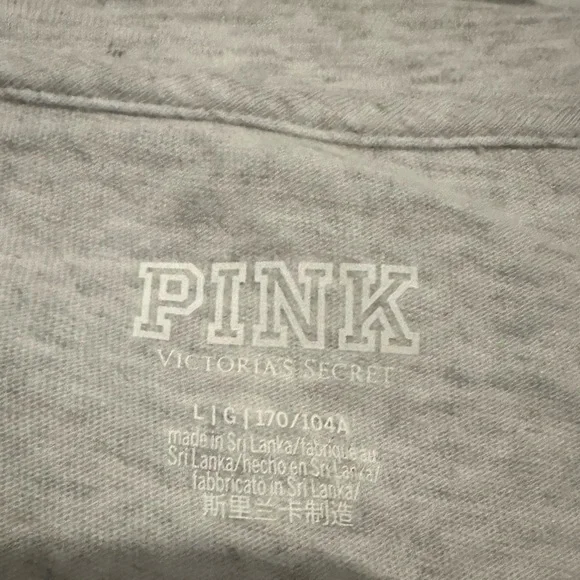 PINK
VICTORIA'S SECRET
L | G | 170/104A
made in Sri Lanka/fabriqué au
Sri Lanka/hecho en Sri Lanka/
fabbricato in Sri Lanka/
斯里兰卡制造